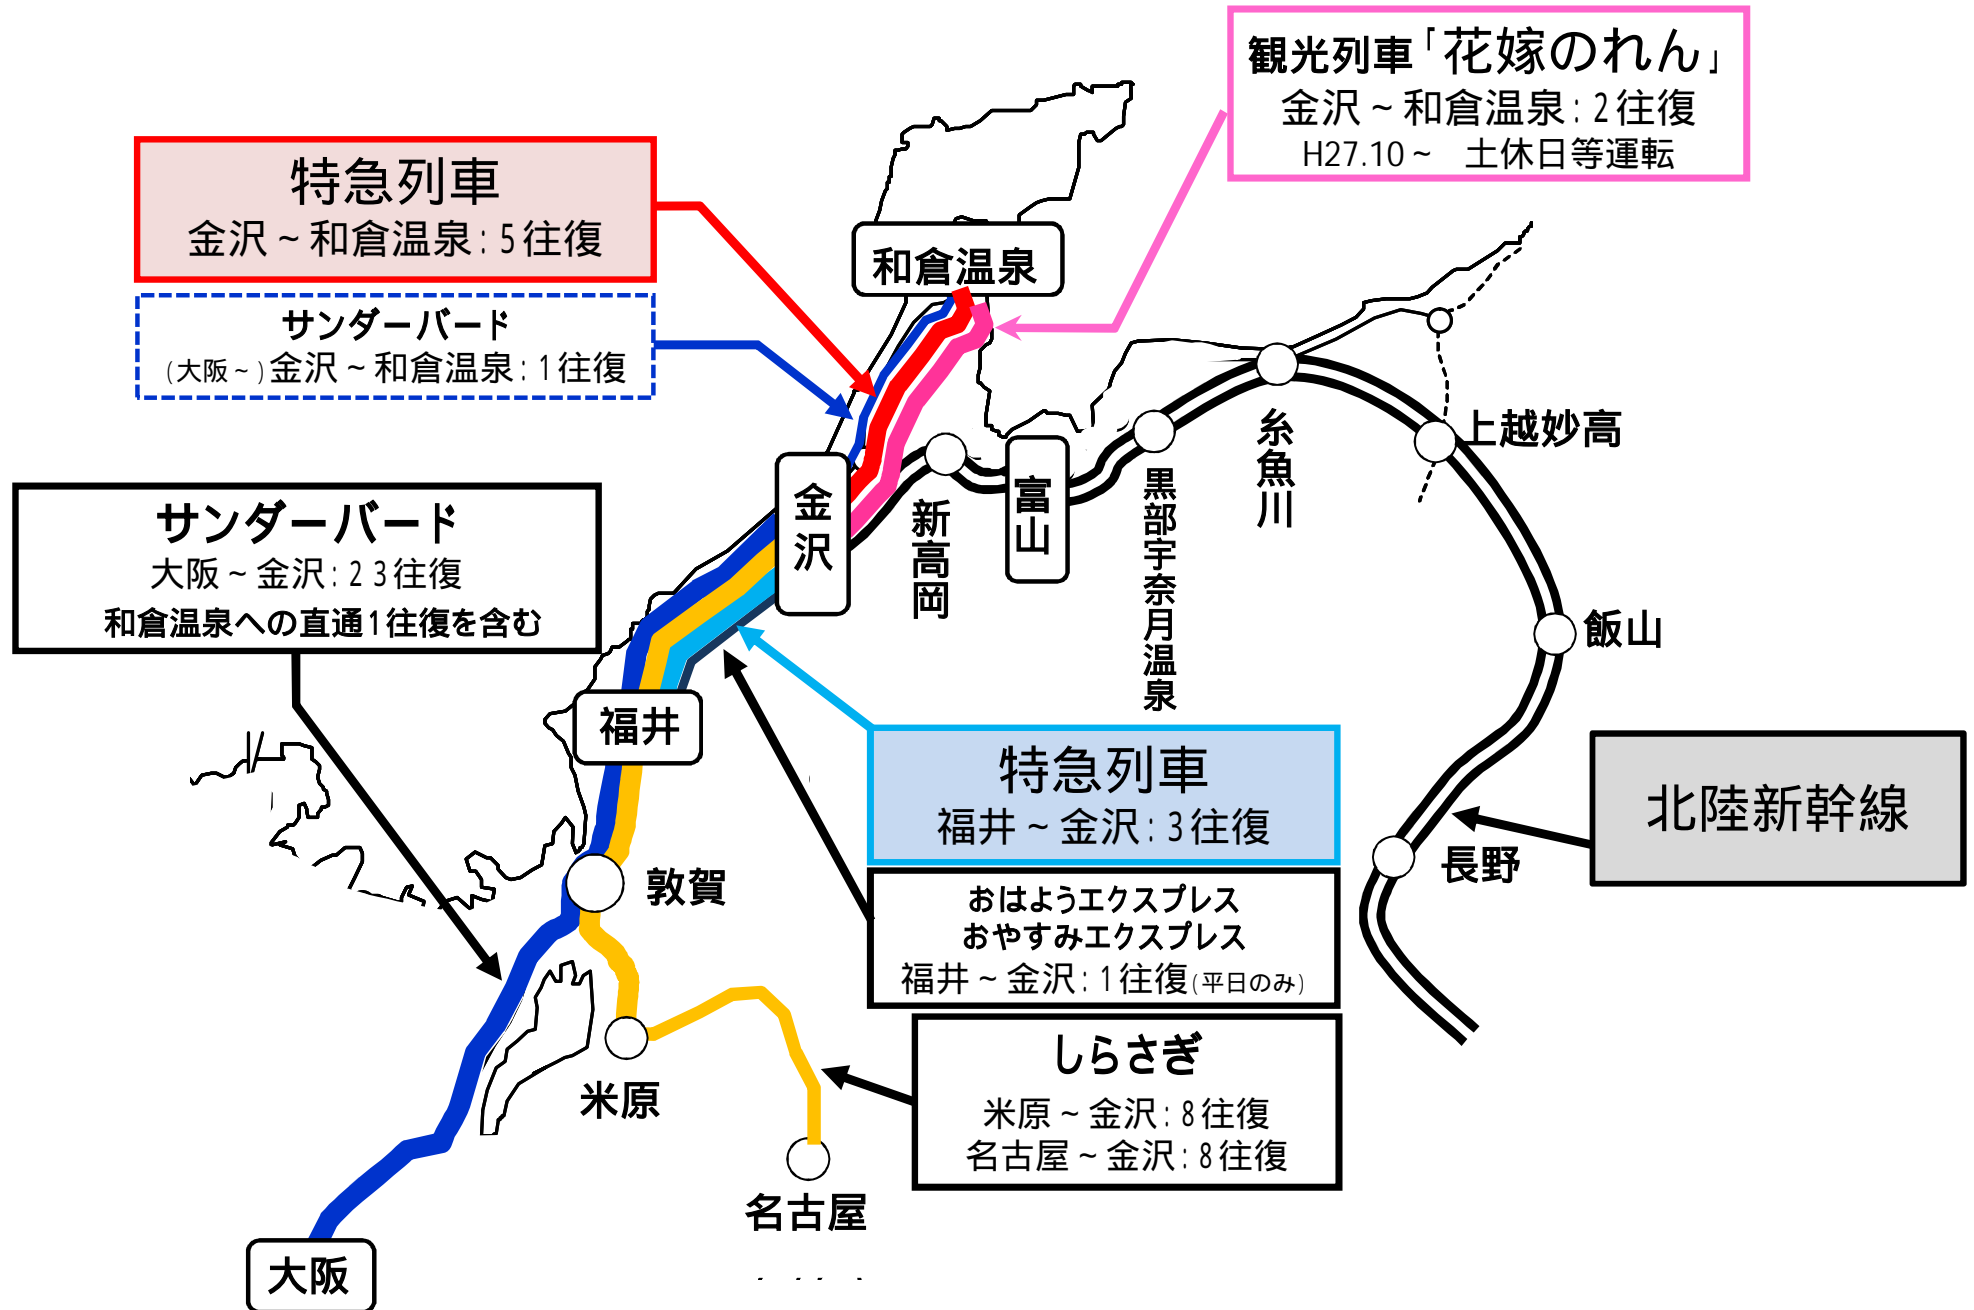 観光列車「花嫁のれん」
金沢～和倉温泉：2往復
H27.10～　土休日等運転
特急列車
金沢～和倉温泉：5往復
サンダーバード
（大阪～）金沢～和倉温泉：1往復
和倉温泉
サンダーバード
大阪～金沢：23往復
和倉温泉への直通1往復を含む
金沢
新高岡
富山
黒部宇奈月温泉
糸魚川
上越妙高
飯山
長野
北陸新幹線
福井
特急列車
福井～金沢：3往復
おはようエクスプレス
おやすみエクスプレス
福井～金沢：1往復（平日のみ）
敦賀
しらさぎ
米原～金沢：8往復
名古屋～金沢：8往復
米原
名古屋
大阪